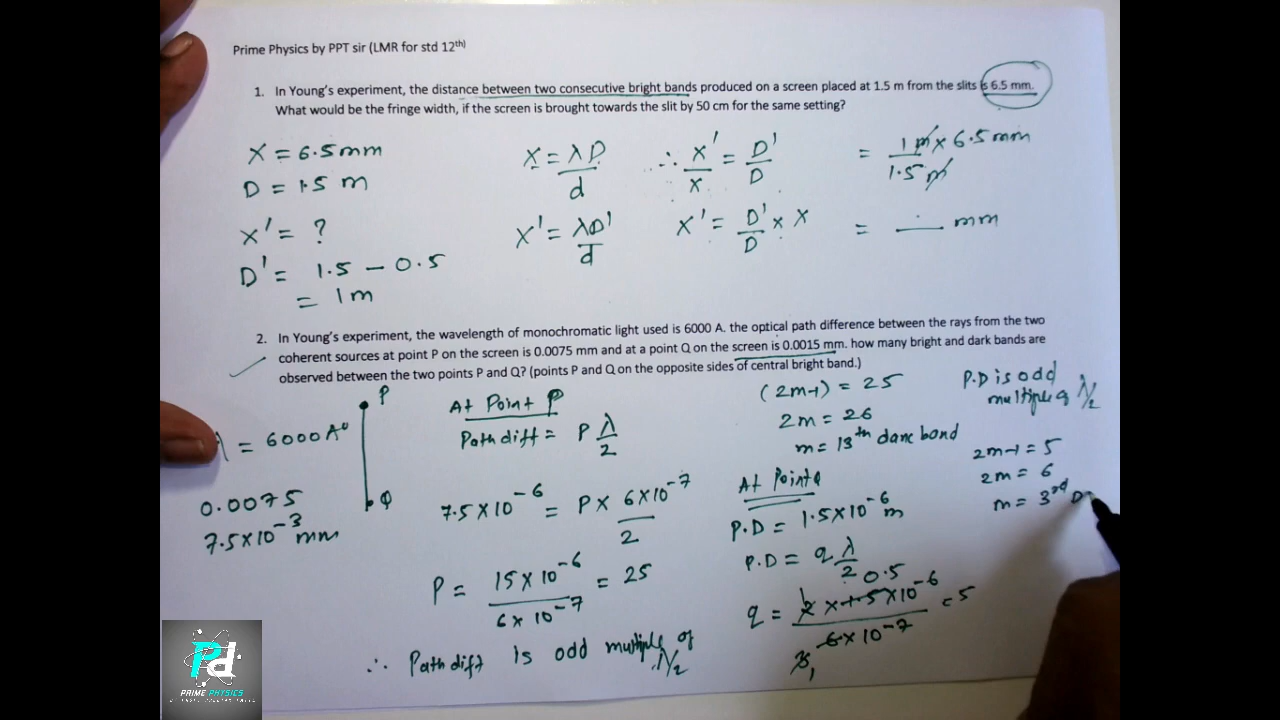 Prime Physics by PPT sir (LMR for std 12th)
1. In Young's experiment, the distance between two consecutive bright bands produced on a screen placed at 1.5 m from the slits is 6.5 mm.
What would be the fringe width, if the screen is brought towards the slit by 50 cm for the same setting?
X = 6.5mm
D = 1.5 m
X' = ?
D' = 1.5 - 0.5
= 1m
X = λD/d
X' = λD'/d
∴ X'/X = D'/D
X' = D'/D × X
= 1m × 6.5mm / 1.5m
= mm
2. In Young's experiment, the wavelength of monochromatic light used is 6000 A. the optical path difference between the rays from the two
coherent sources at point P on the screen is 0.0075 mm and at a point Q on the screen is 0.0015 mm. how many bright and dark bands are
observed between the two points P and Q? (points P and Q on the opposite sides of central bright band.)
λ = 6000A°
0.0075
7.5×10⁻³ mm
P
Q
At Point P
Path diff = P λ/2
7.5×10⁻⁶ = P × 6×10⁻⁷/2
P = 15×10⁻⁶/6×10⁻⁷ = 25
∴ Path diff is odd multiple of
λ/2
(2m-1) = 25
2m = 26
m = 13th darc band
At Point Q
P.D = 1.5×10⁻⁶ m
P.D = q λ/2
0.5
q = 2 × 1.5×10⁻⁶/6×10⁻⁷ = 5
P.D is odd
multiple of λ/2
2m-1 = 5
2m = 6
m = 3rd D
Pd
PRIME PHYSICS